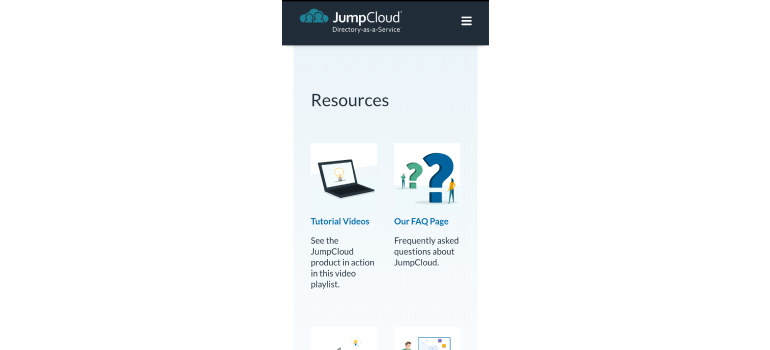 JumpCloud
Directory-as-a-Service
Resources
Tutorial Videos
See the
JumpCloud
product in action
in this video
playlist.
Our FAQ Page
Frequently asked
questions about
JumpCloud.